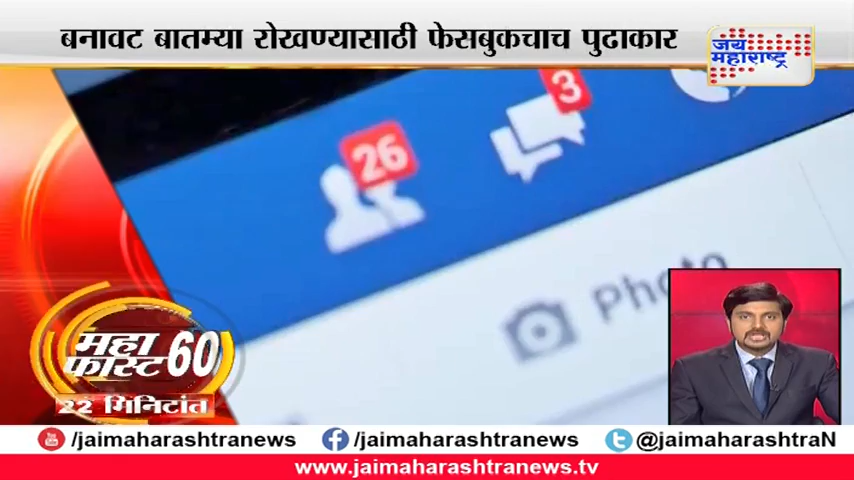 बनावट बातम्या रोखण्यासाठी फेसबुकचाच पुढाकार
जय
महाराष्ट्र
26
3
Photo
महा
फास्ट 60
22 मिनिटांत
/jaimaharashtranews
/jaimaharashtranews
@jaimaharashtraN
www.jaimaharashtranews.tv